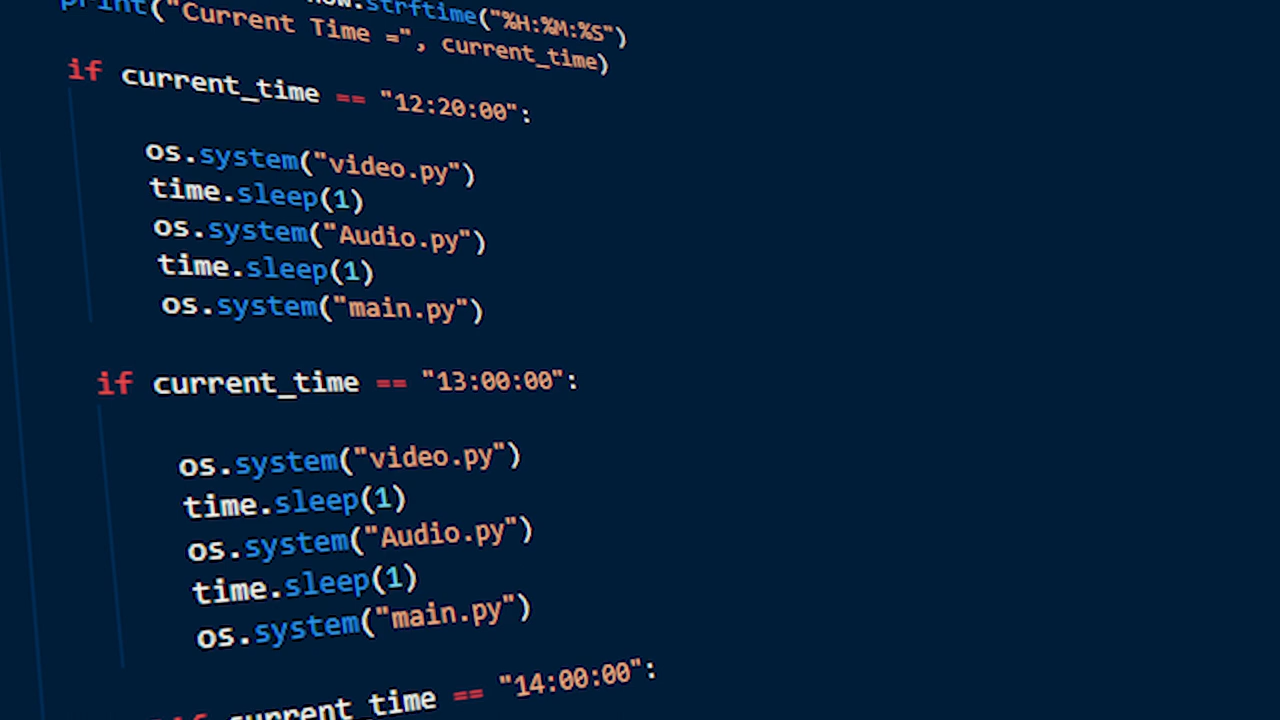 print("Current Time =", current_time)
if current_time == "12:20:00":
os.system("video.py")
time.sleep(1)
os.system("Audio.py")
time.sleep(1)
os.system("main.py")
if current_time == "13:00:00":
os.system("video.py")
time.sleep(1)
os.system("Audio.py")
time.sleep(1)
os.system("main.py")
if current_time == "14:00:00":